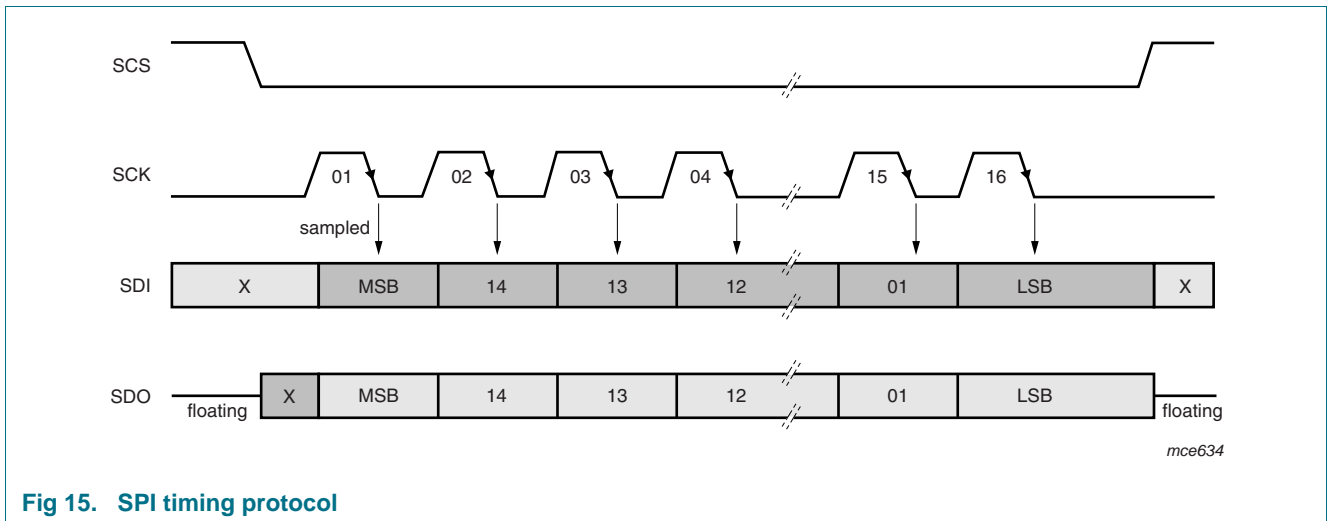 SCS
SCK 01 02 03 04 15 16
sampled
SDI X MSB 14 13 12 01 LSB X
SDO X MSB 14 13 12 01 LSB
floating floating
mce634
Fig 15. SPI timing protocol